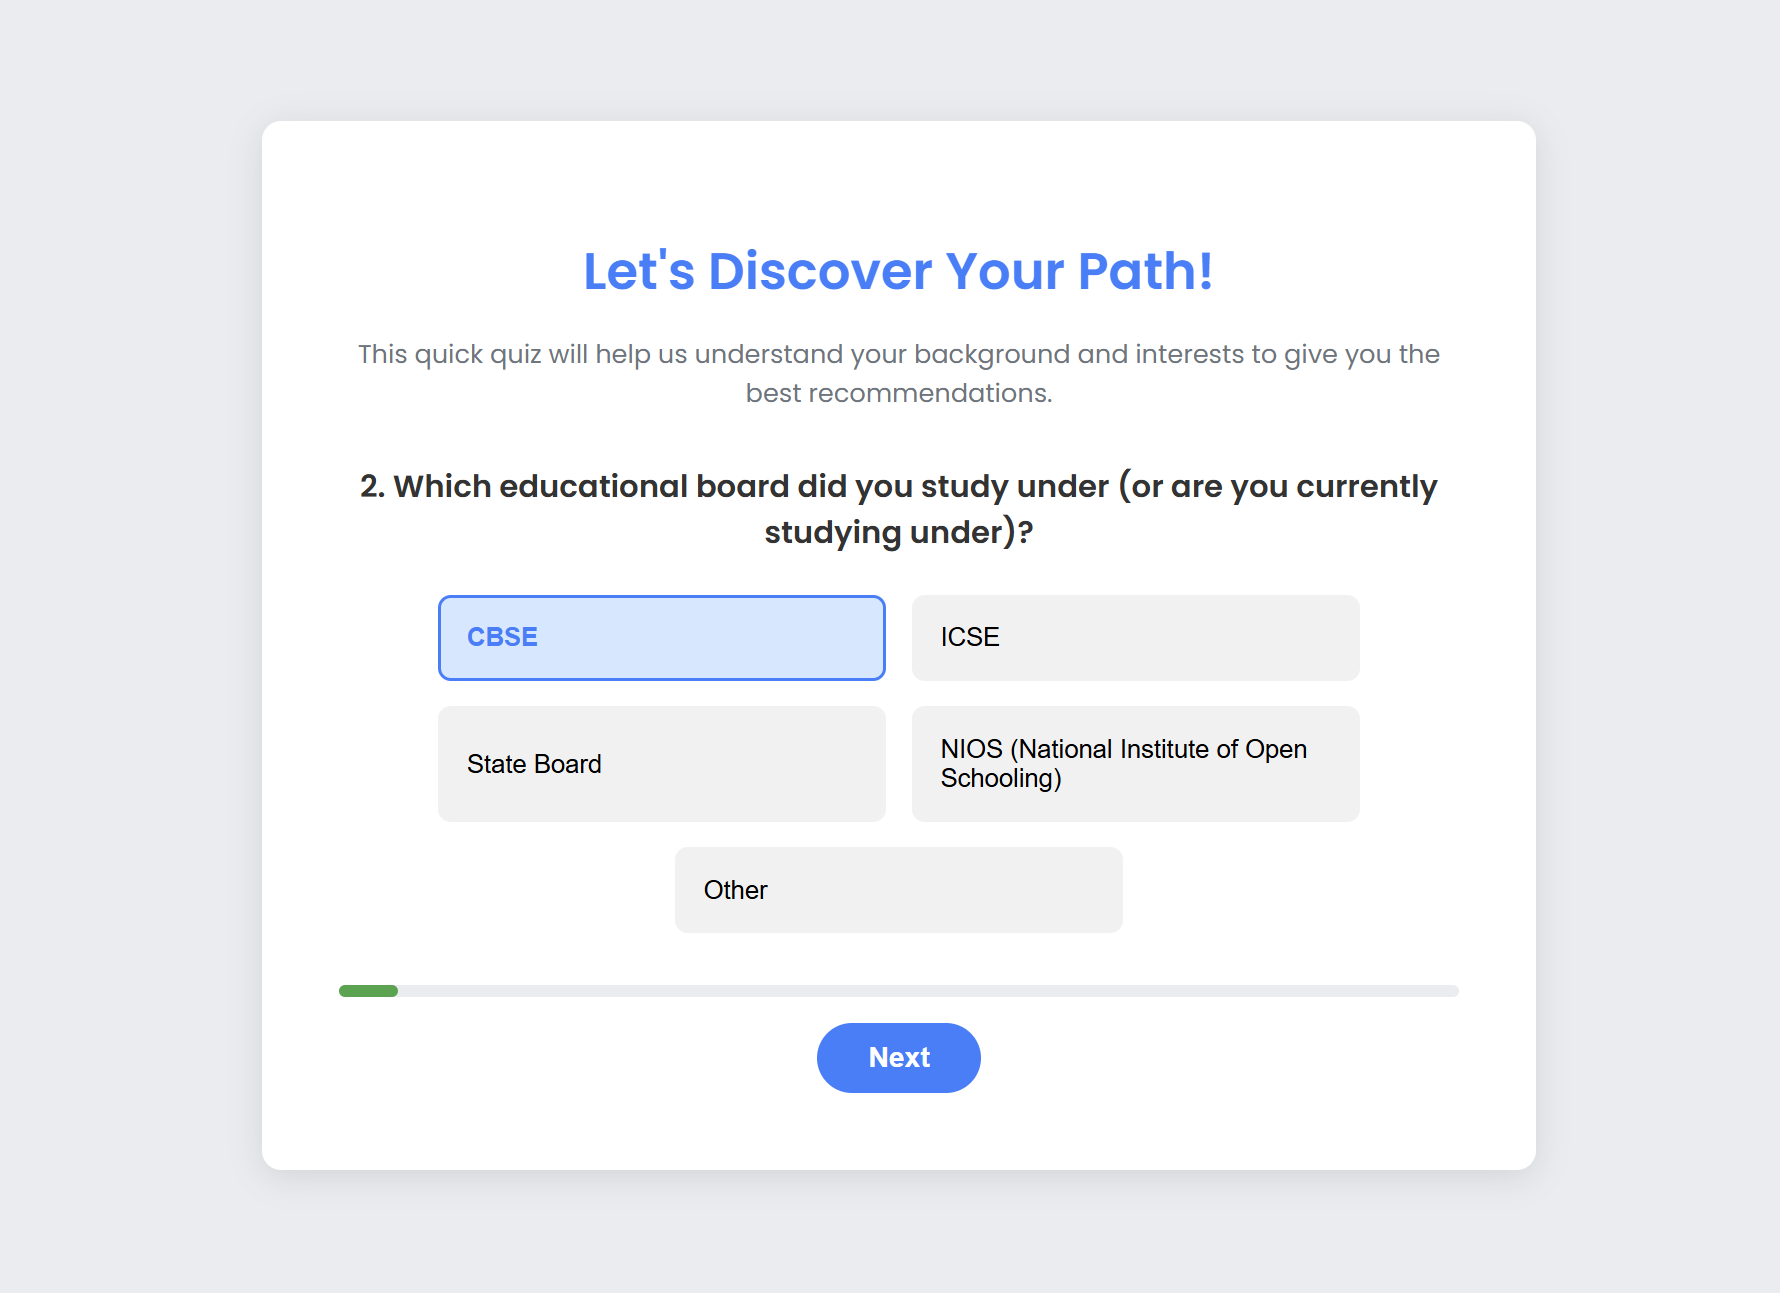 Let's Discover Your Path!
This quick quiz will help us understand your background and interests to give you the
best recommendations.
2. Which educational board did you study under (or are you currently
studying under)?
CBSE
ICSE
State Board
NIOS (National Institute of Open
Schooling)
Other
Next